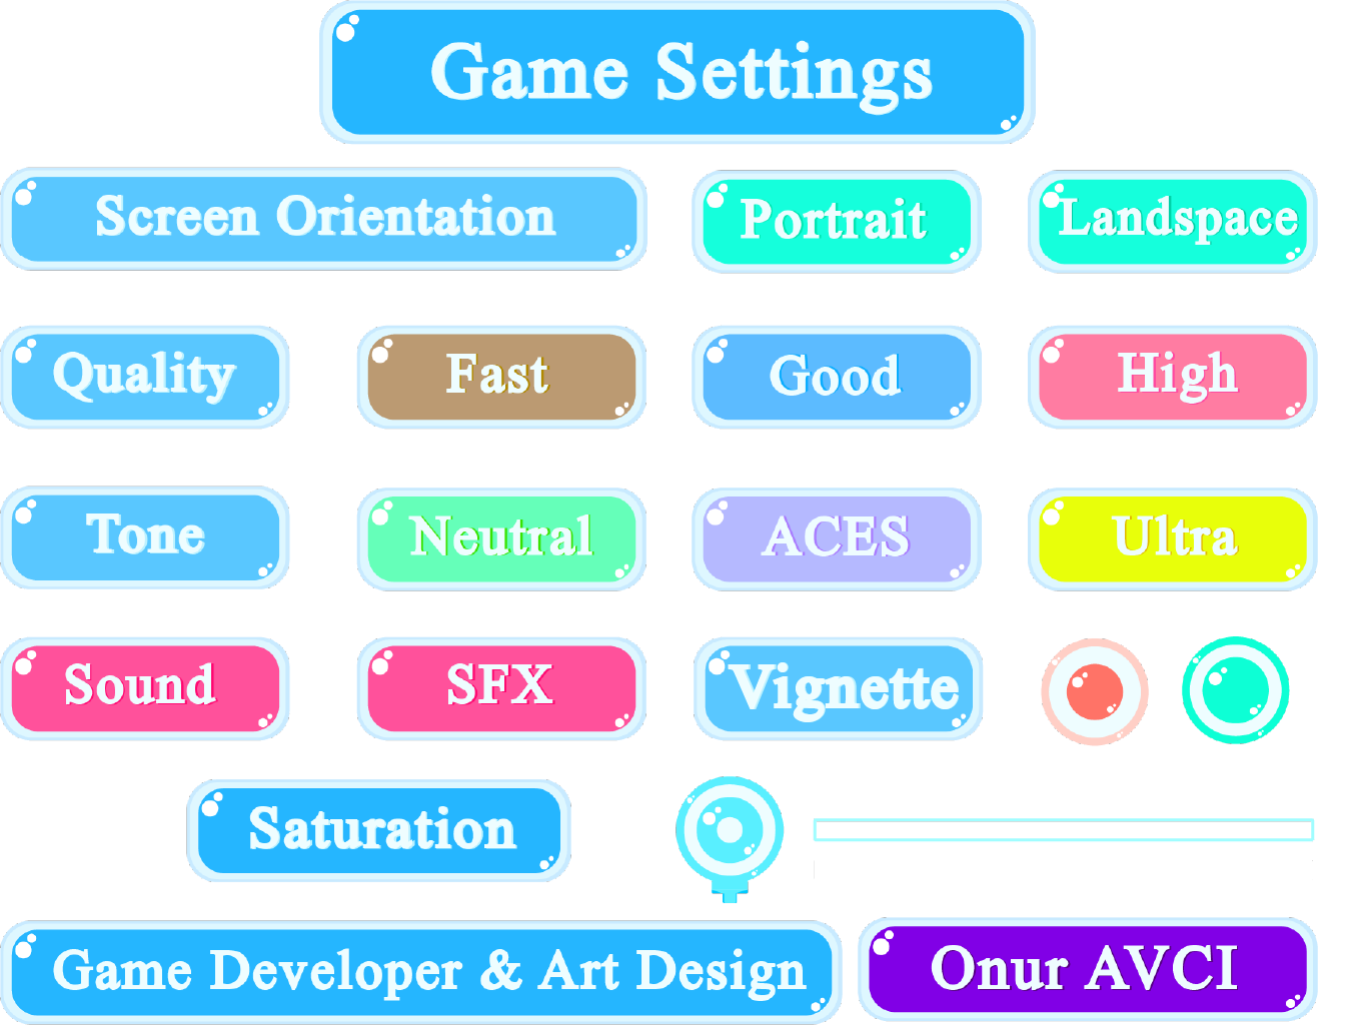 Game Settings
Screen Orientation Portrait Landspace
Quality Fast Good High
Tone Neutral ACES Ultra
Sound SFX Vignette
Saturation
Game Developer & Art Design Onur AVCI